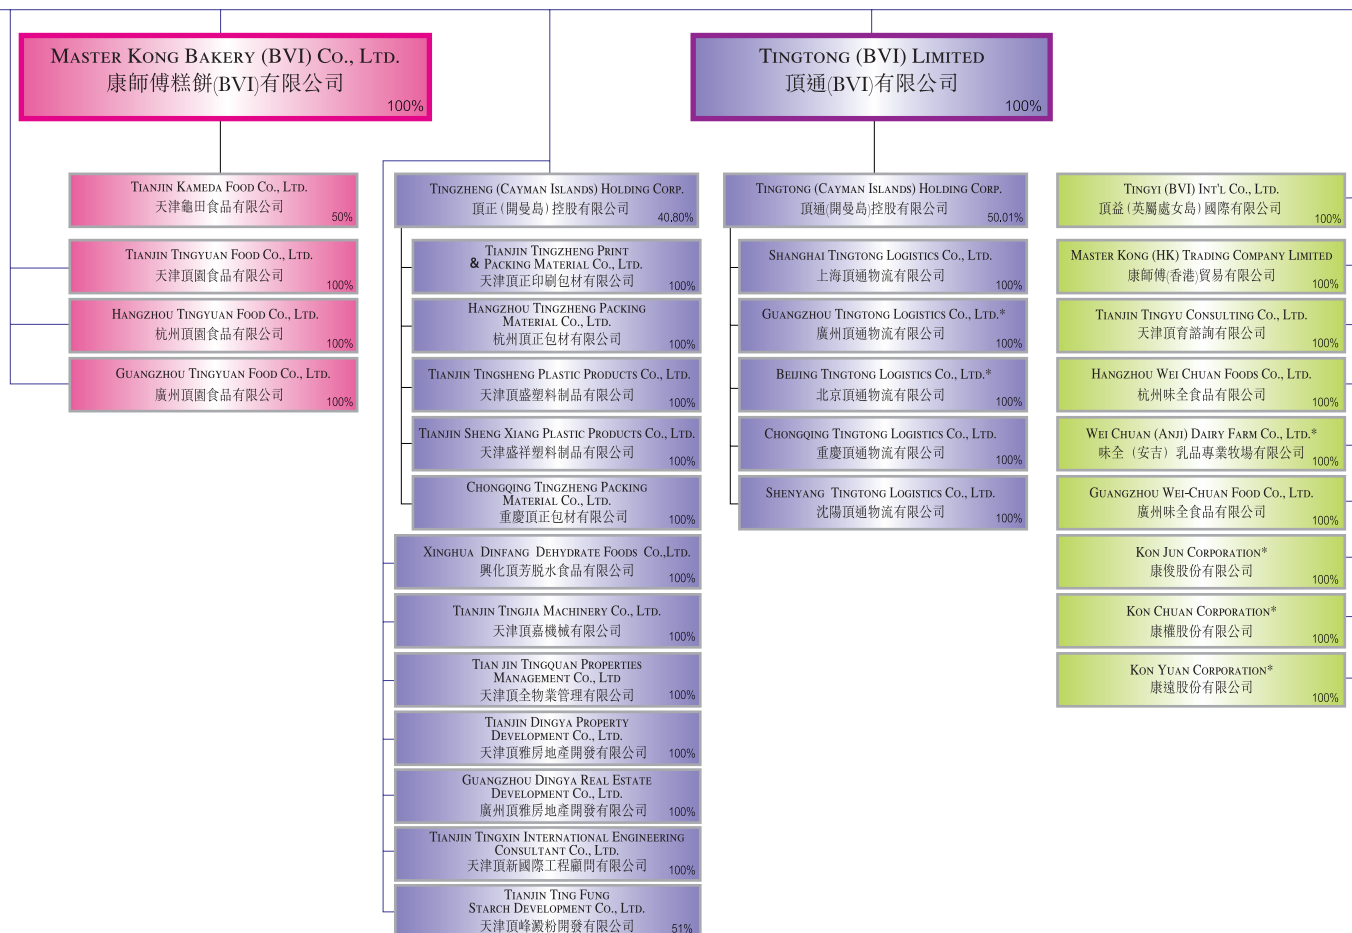 MASTER KONG BAKERY (BVI) CO., LTD.
康師傅糕餅(BVI)有限公司
100%
TIANJIN KAMEDA FOOD CO., LTD.
天津龜田食品有限公司
50%
TIANJIN TINGYUAN FOOD CO., LTD.
天津頂園食品有限公司
100%
HANGZHOU TINGYUAN FOOD CO., LTD.
杭州頂園食品有限公司
100%
GUANGZHOU TINGYUAN FOOD CO., LTD.
廣州頂園食品有限公司
100%
TINGZHENG (CAYMAN ISLANDS) HOLDING CORP.
頂正(開曼島)控股有限公司
40.80%
TIANJIN TINGZHENG PRINT
& PACKING MATERIAL CO., LTD.
天津頂正印刷包材有限公司
100%
HANGZHOU TINGZHENG PACKING
MATERIAL CO., LTD.
杭州頂正包材有限公司
100%
TIANJIN TINGSHENG PLASTIC PRODUCTS CO., LTD.
天津頂盛塑料制品有限公司
100%
TIANJIN SHENG XIANG PLASTIC PRODUCTS CO., LTD.
天津盛祥塑料制品有限公司
100%
CHONGQING TINGZHENG PACKING
MATERIAL CO., LTD.
重慶頂正包材有限公司
100%
XINGHUA DINFANG DEHYDRATE FOODS CO.,LTD.
興化頂芳脱水食品有限公司
100%
TIANJIN TINGJIA MACHINERY CO., LTD.
天津頂嘉機械有限公司
100%
TIAN JIN TINGQUAN PROPERTIES
MANAGEMENT CO., LTD
天津頂全物業管理有限公司
100%
TIANJIN DINGYA PROPERTY
DEVELOPMENT CO., LTD.
天津頂雅房地產開發有限公司
100%
GUANGZHOU DINGYA REAL ESTATE
DEVELOPMENT CO., LTD.
廣州頂雅房地產開發有限公司
100%
TIANJIN TINGXIN INTERNATIONAL ENGINEERING
CONSULTANT CO., LTD.
天津頂新國際工程顧問有限公司
100%
TIANJIN TING FUNG
STARCH DEVELOPMENT CO., LTD.
天津頂峰澱粉開發有限公司
51%
TINGTONG (BVI) LIMITED
頂通(BVI)有限公司
100%
TINGTONG (CAYMAN ISLANDS) HOLDING CORP.
頂通(開曼島)控股有限公司
50.01%
SHANGHAI TINGTONG LOGISTICS CO., LTD.
上海頂通物流有限公司
100%
GUANGZHOU TINGTONG LOGISTICS CO., LTD.*
廣州頂通物流有限公司
100%
BEIJING TINGTONG LOGISTICS CO., LTD.*
北京頂通物流有限公司
100%
CHONGQING TINGTONG LOGISTICS CO., LTD.
重慶頂通物流有限公司
100%
SHENYANG TINGTONG LOGISTICS CO., LTD.
沈陽頂通物流有限公司
100%
TINGYI (BVI) INT'L CO., LTD.
頂益(英屬處女島)國際有限公司
100%
MASTER KONG (HK) TRADING COMPANY LIMITED
康師傅(香港)貿易有限公司
100%
TIANJIN TINGYU CONSULTING CO., LTD.
天津頂育諮詢有限公司
100%
HANGZHOU WEI CHUAN FOODS CO., LTD.
杭州味全食品有限公司
100%
WEI CHUAN (ANJI) DAIRY FARM CO., LTD.*
味全（安吉）乳品專業牧場有限公司
100%
GUANGZHOU WEI-CHUAN FOOD CO., LTD.
廣州味全食品有限公司
100%
KON JUN CORPORATION*
康俊股份有限公司
100%
KON CHUAN CORPORATION*
康權股份有限公司
100%
KON YUAN CORPORATION*
康遠股份有限公司
100%